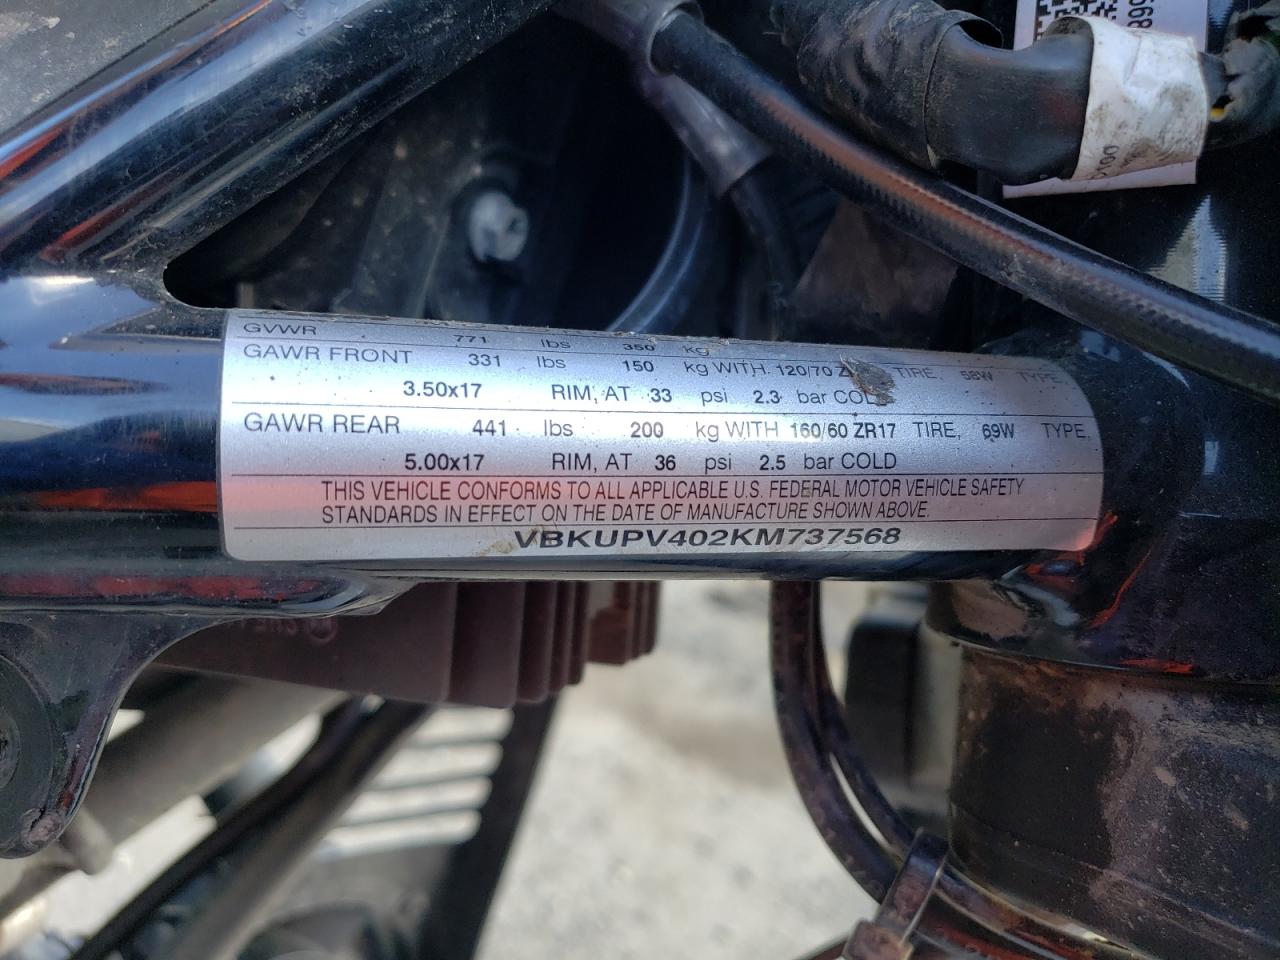 GVWR 771 lbs 350 kg
GAWR FRONT 331 lbs 150 kg WITH 120/70 TIRE, 58W TYPE,
3.50x17 RIM, AT 33 psi 2.3 bar COLD
GAWR REAR 441 lbs 200 kg WITH 160/60 ZR17 TIRE, 69W TYPE,
5.00x17 RIM, AT 36 psi 2.5 bar COLD
THIS VEHICLE CONFORMS TO ALL APPLICABLE U.S. FEDERAL MOTOR VEHICLE SAFETY
STANDARDS IN EFFECT ON THE DATE OF MANUFACTURE SHOWN ABOVE.
VBKUPV402KM737568